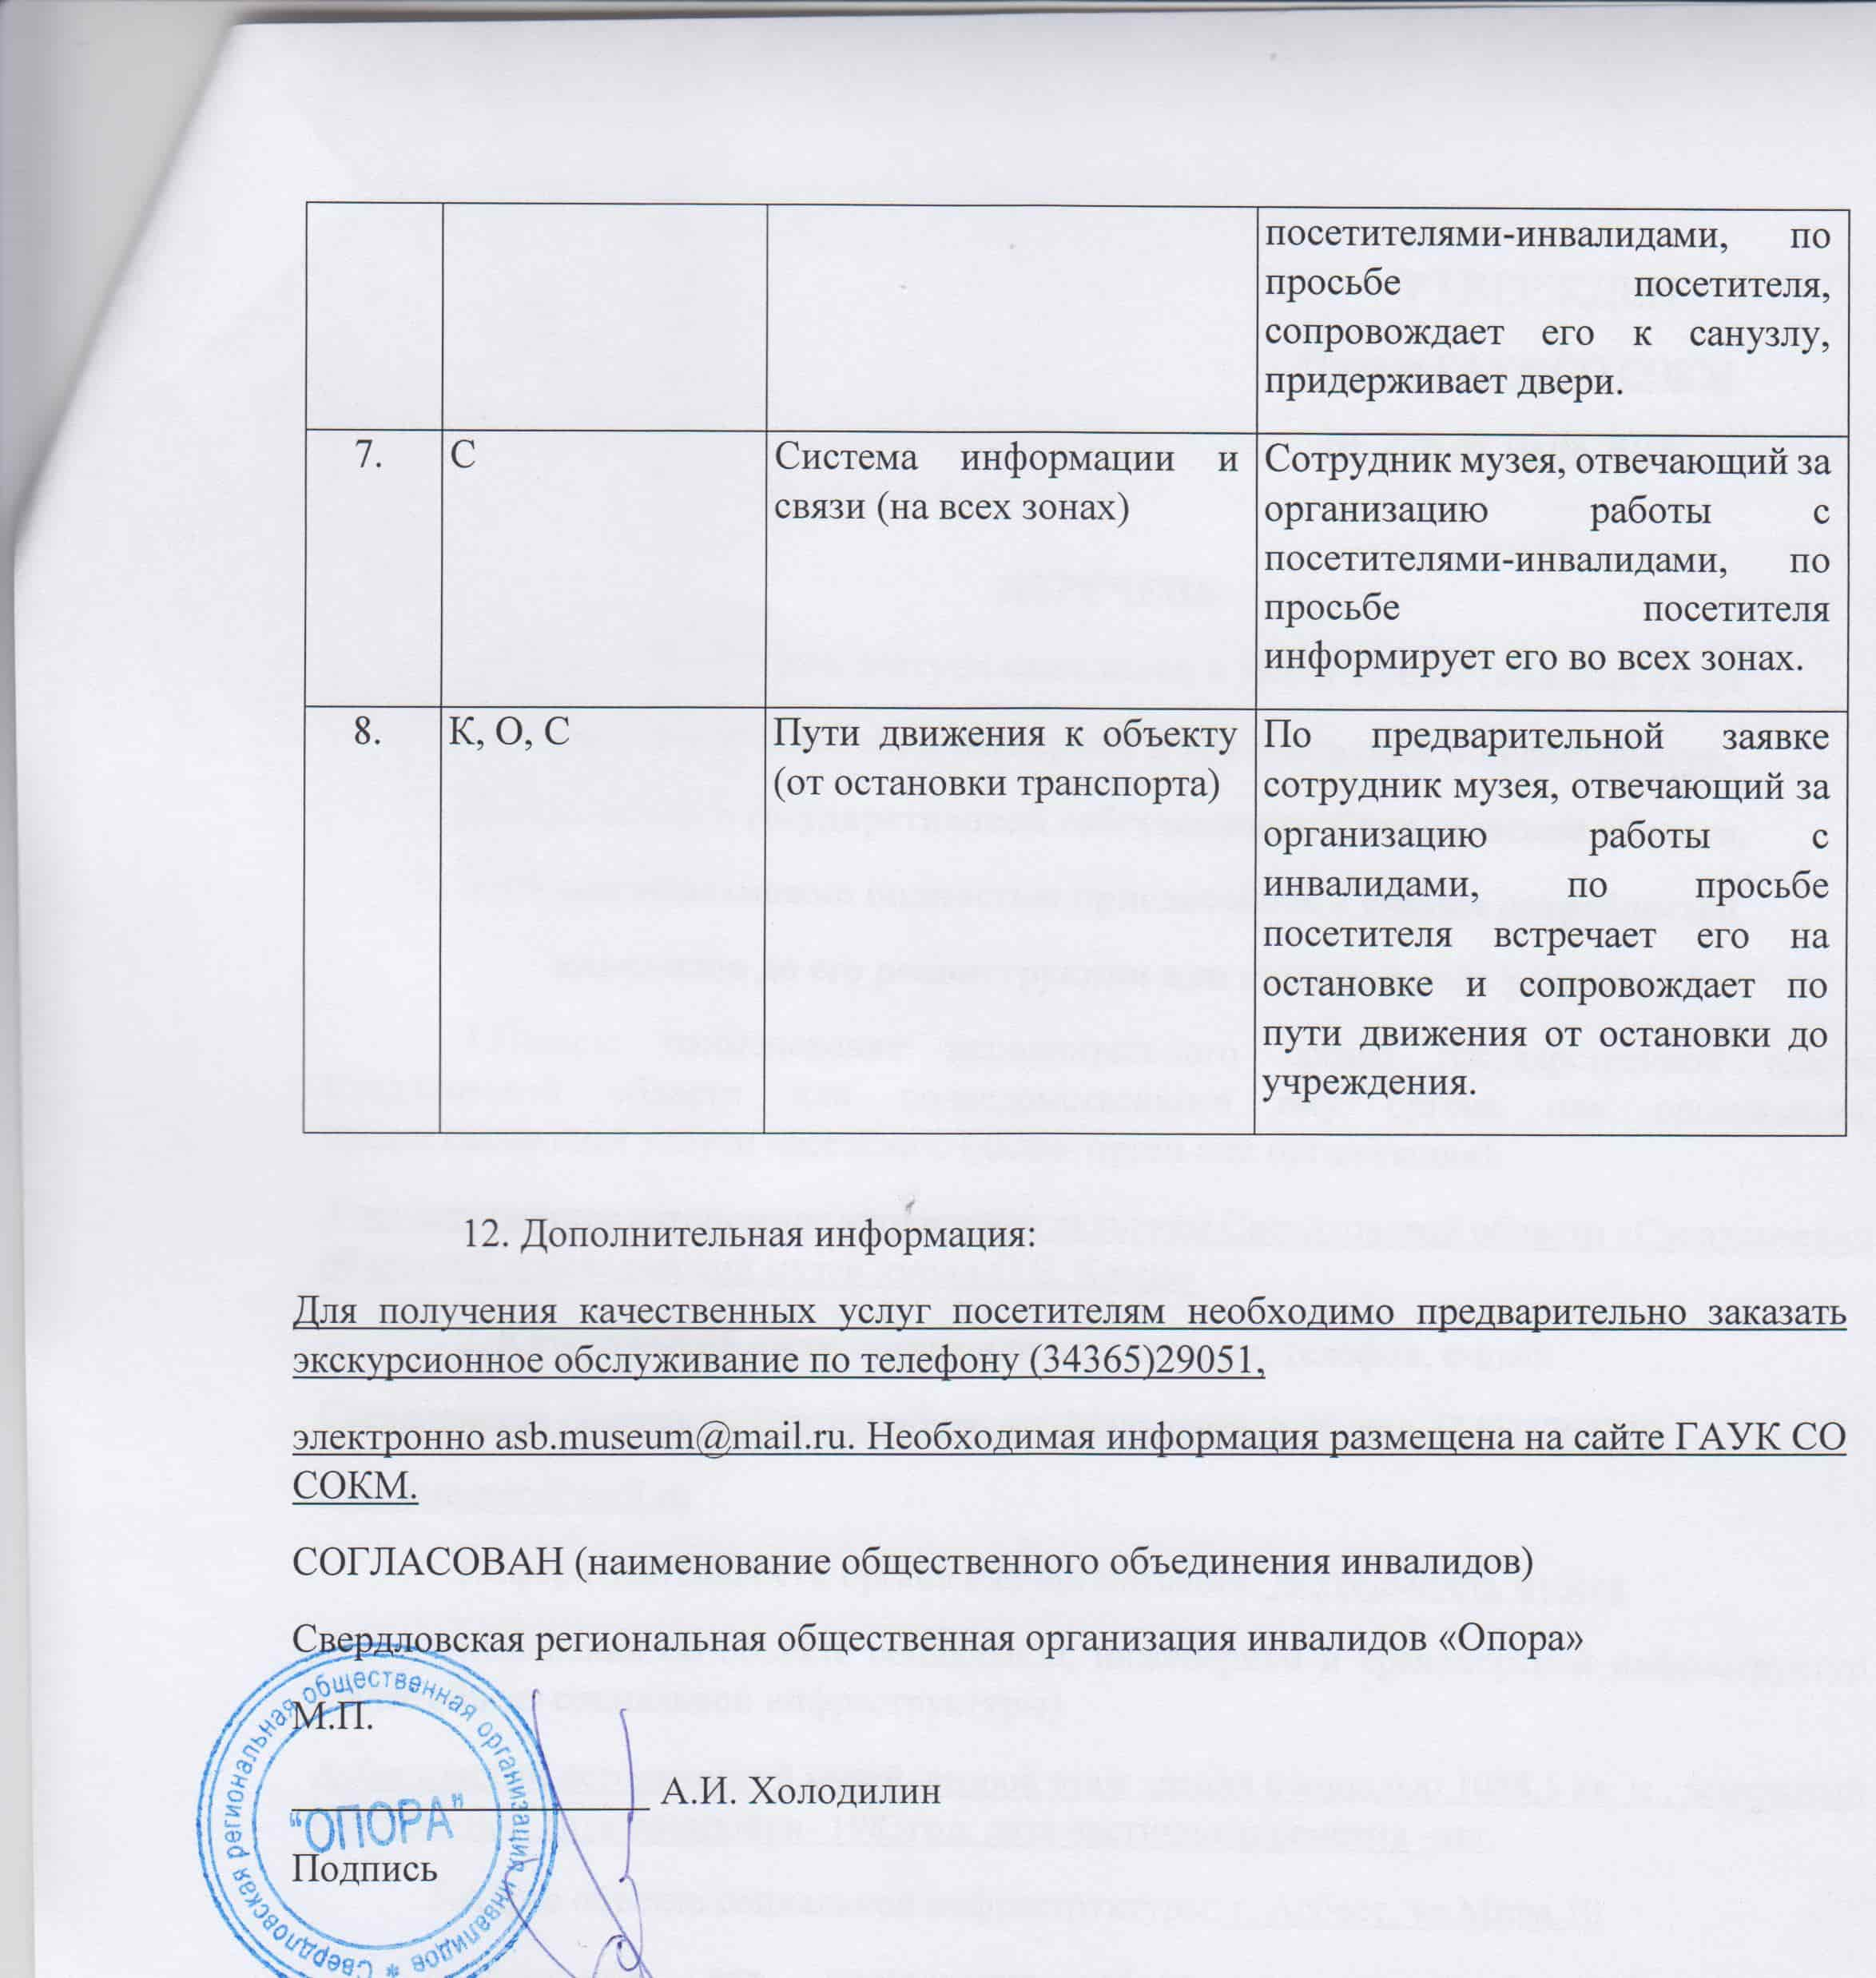 посетителями-инвалидами, по
просьбе посетителя,
сопровождает его к санузлу,
придерживает двери.
7.
С
Система информации и
связи (на всех зонах)
Сотрудник музея, отвечающий за
организацию работы с
посетителями-инвалидами, по
просьбе посетителя
информирует его во всех зонах.
8.
К, О, С
Пути движения к объекту
(от остановки транспорта)
По предварительной заявке
сотрудник музея, отвечающий за
организацию работы с
инвалидами, по просьбе
посетителя встречает его на
остановке и сопровождает по
пути движения от остановки до
учреждения.
12. Дополнительная информация:
Для получения качественных услуг посетителям необходимо предварительно заказать
экскурсионное обслуживание по телефону (34365)29051,
электронно asb.museum@mail.ru. Необходимая информация размещена на сайте ГАУК СО
СОКМ.
СОГЛАСОВАН (наименование общественного объединения инвалидов)
Свердловская региональная общественная организация инвалидов «Опора»
М.П.
А.И. Холодилин
Подпись
Свердловская региональная общественная организация инвалидов *
"ОПОРА"